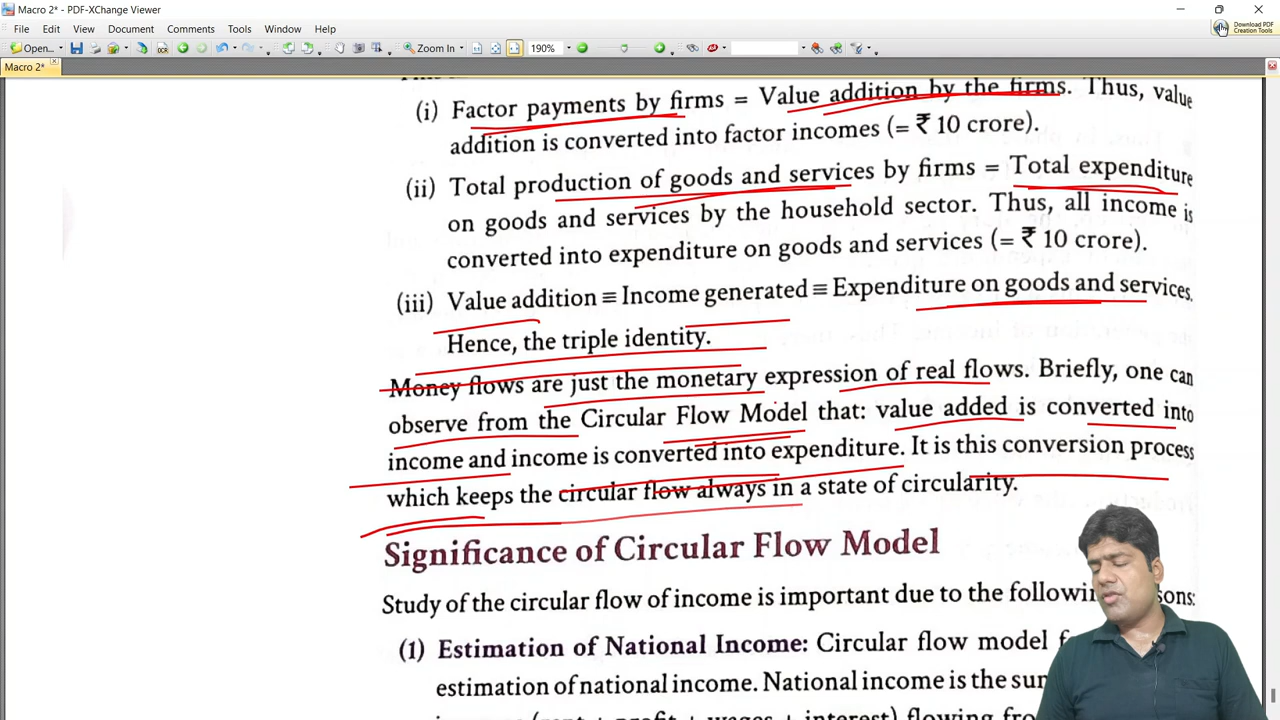 Macro 2* - PDF-XChange Viewer
File Edit View Document Comments Tools Window Help
Download PDF
Creation Tools
Open... Zoom In 190%
Macro 2*
(i) Factor payments by firms = Value addition by the firms. Thus, value
addition is converted into factor incomes (= ₹ 10 crore).
(ii) Total production of goods and services by firms = Total expenditure
on goods and services by the household sector. Thus, all income is
converted into expenditure on goods and services (= ₹ 10 crore).
(iii) Value addition ≡ Income generated ≡ Expenditure on goods and services.
Hence, the triple identity.
Money flows are just the monetary expression of real flows. Briefly, one can
observe from the Circular Flow Model that: value added is converted into
income and income is converted into expenditure. It is this conversion process
which keeps the circular flow always in a state of circularity.
Significance of Circular Flow Model
Study of the circular flow of income is important due to the
(1) Estimation of National Income: Circular flow model
estimation of national income. National income is the